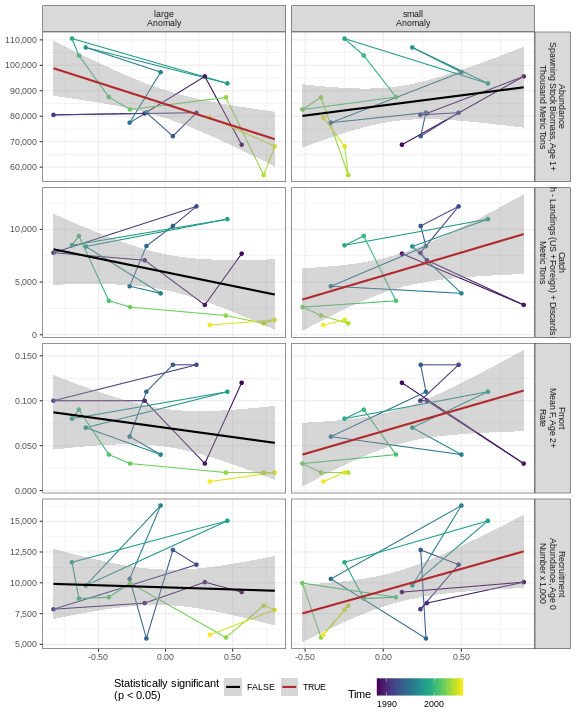 large
Anomaly
small
Anomaly
110,000
100,000
90,000
80,000
70,000
60,000
Abundance
Spawning Stock Biomass, Age 1+
Thousand Metric Tons
10,000
5,000
0
Catch
h - Landings (US +Foreign) + Discards
Metric Tons
0.150
0.100
0.050
0.000
Fmort
Mean F, Age 2+
Rate
15,000
12,500
10,000
7,500
5,000
Recruitment
Abundance, Age 0
Number x 1,000
-0.50 0.00 0.50 -0.50 0.00 0.50
Statistically significant
(p < 0.05)
FALSE TRUE
Time
1990 2000